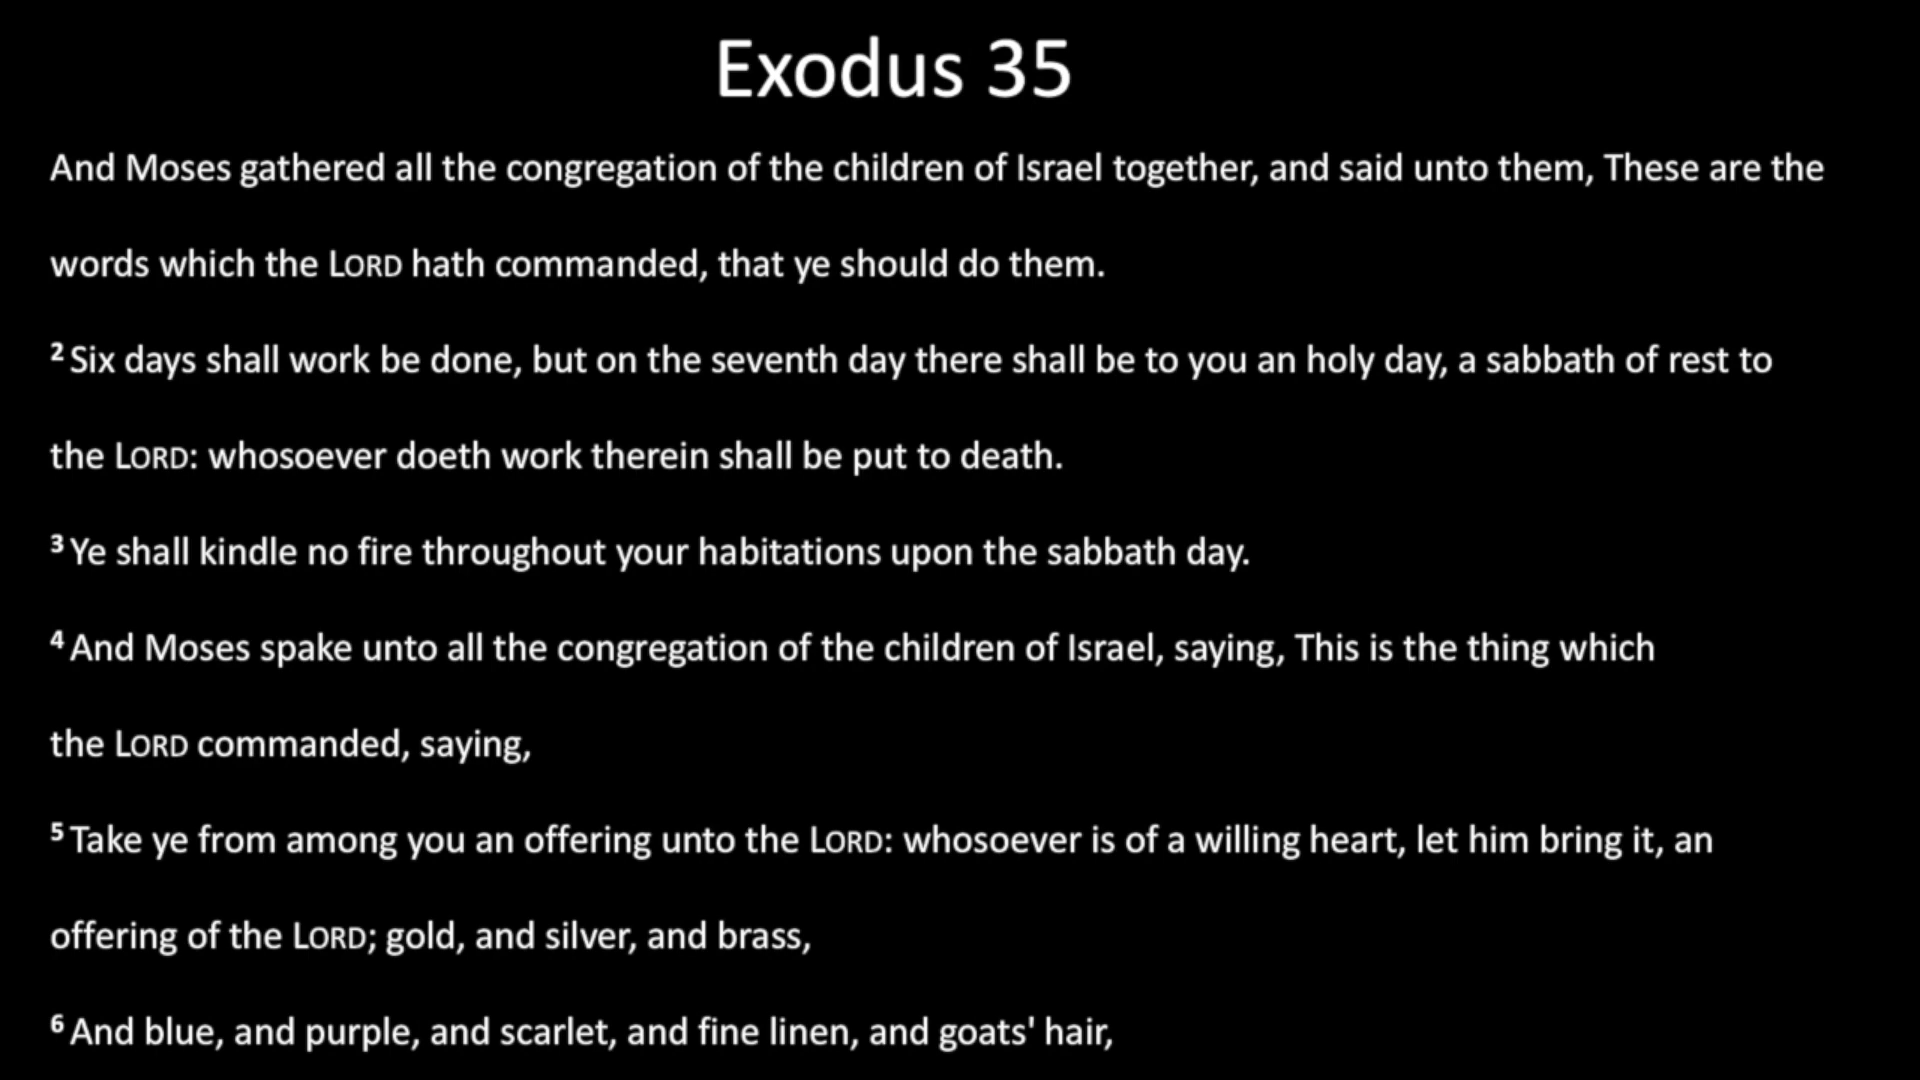 Exodus 35
And Moses gathered all the congregation of the children of Israel together, and said unto them, These are the
words which the LORD hath commanded, that ye should do them.
2 Six days shall work be done, but on the seventh day there shall be to you an holy day, a sabbath of rest to
the LORD: whosoever doeth work therein shall be put to death.
3 Ye shall kindle no fire throughout your habitations upon the sabbath day.
4 And Moses spake unto all the congregation of the children of Israel, saying, This is the thing which
the LORD commanded, saying,
5 Take ye from among you an offering unto the LORD: whosoever is of a willing heart, let him bring it, an
offering of the LORD; gold, and silver, and brass,
6 And blue, and purple, and scarlet, and fine linen, and goats' hair,